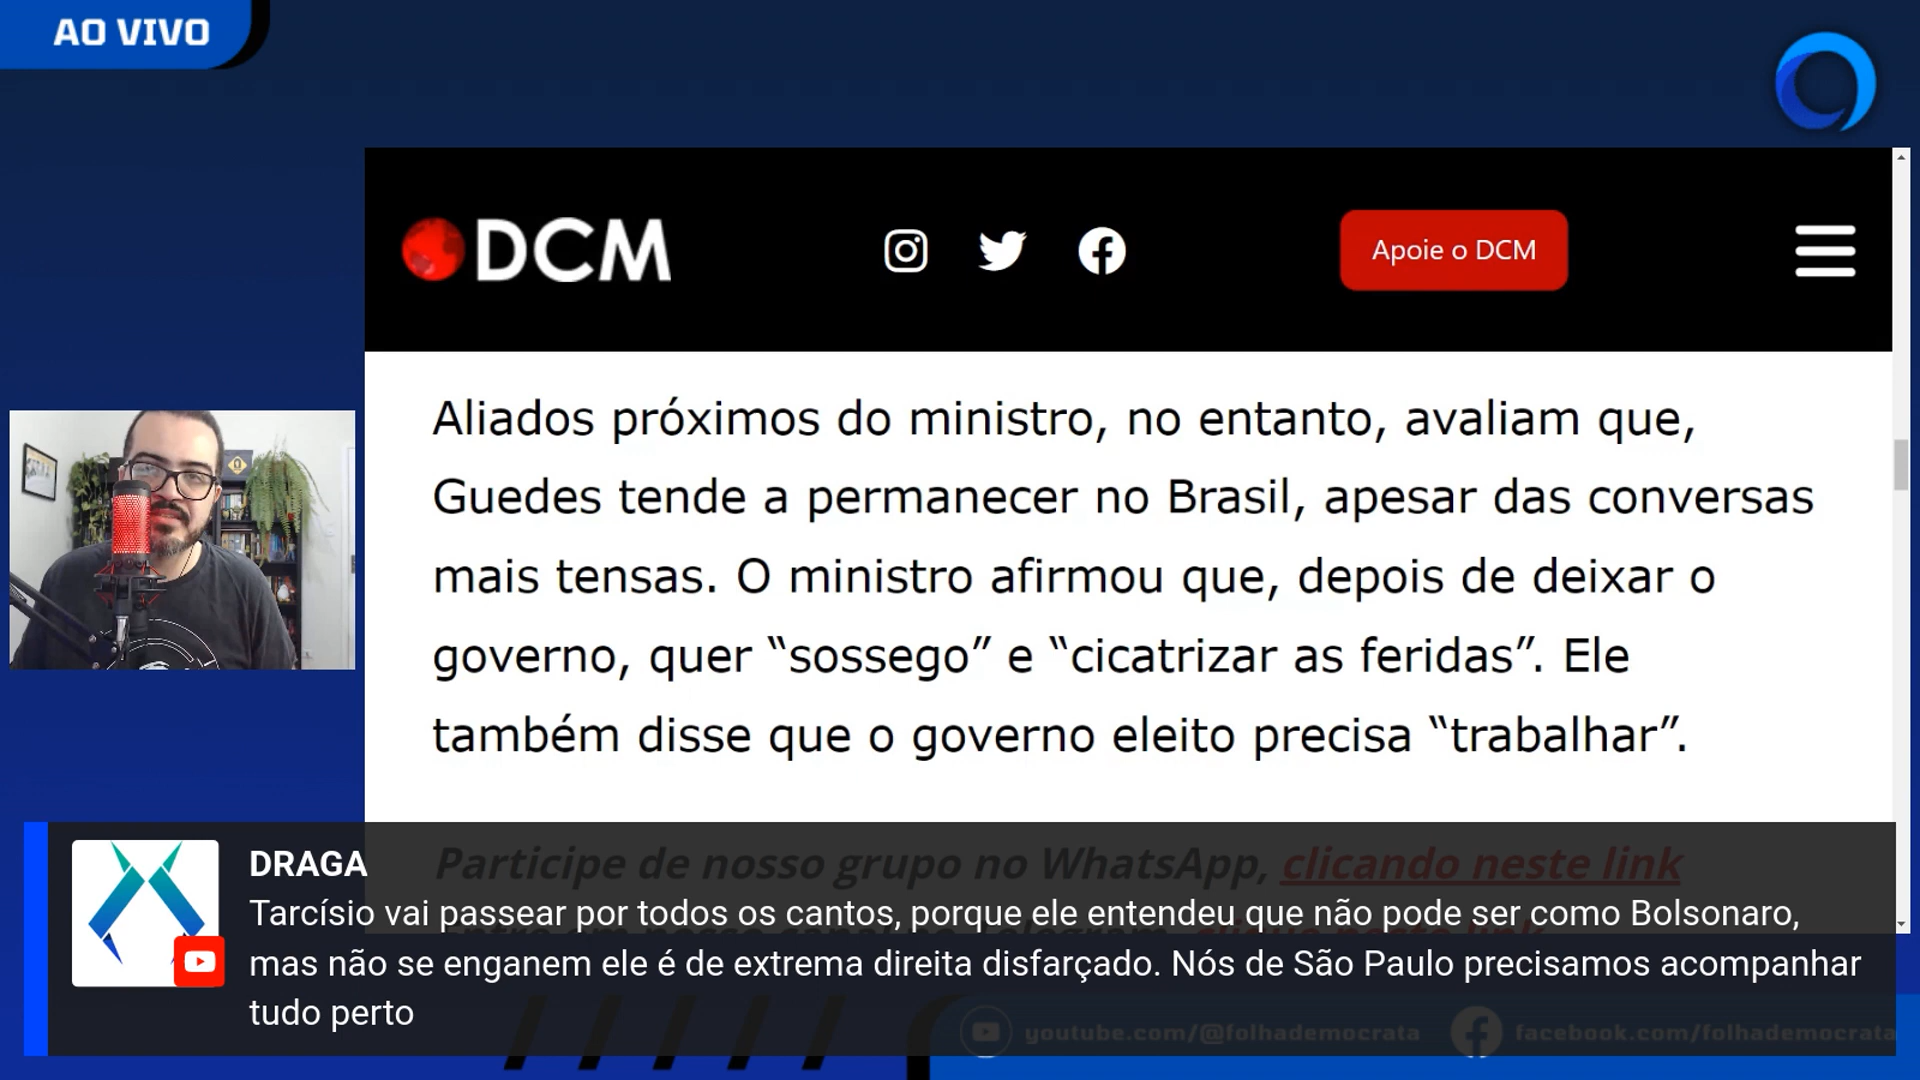 AO VIVO
DCM
Apoie o DCM
Aliados próximos do ministro, no entanto, avaliam que,
Guedes tende a permanecer no Brasil, apesar das conversas
mais tensas. O ministro afirmou que, depois de deixar o
governo, quer “sossego” e “cicatrizar as feridas”. Ele
também disse que o governo eleito precisa “trabalhar”.
Participe de nosso grupo no WhatsApp, clicando neste link
DRAGA
Tarcísio vai passear por todos os cantos, porque ele entendeu que não pode ser como Bolsonaro,
mas não se enganem ele é de extrema direita disfarçado. Nós de São Paulo precisamos acompanhar
tudo perto
youtube.com/@folhademocrata
facebook.com/folhademocrata